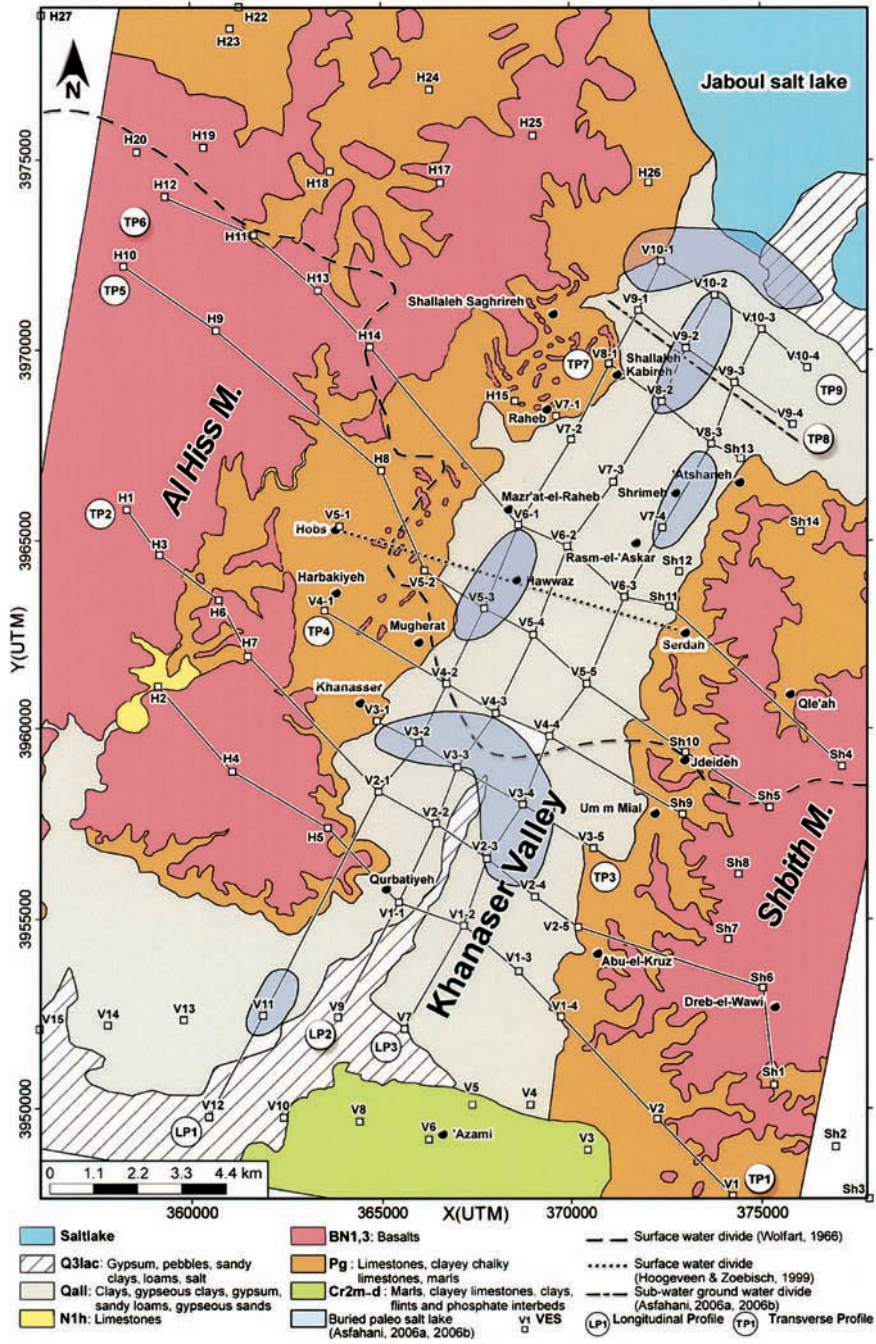 H27
H22
H23
H24
Jaboul salt lake
N
H25
3975000
H20
H19
H18
H17
H26
H12
TP6
H11
V10-1
H10
TP5
H13
V10-2
Shallaleh Saghrireh
V9-1
V10-3
H9
3970000
H14
TP7
V8-1
Shallaleh
Kabireh
V9-2
V10-4
V9-3
TP9
H15
V8-2
Raheb
V7-1
V9-4
V7-2
TP8
V8-3
Al Hiss M.
H8
Sh13
V7-3
'Atshaneh
Shrimeh
H1
TP2
Mazr'at-el-Raheb
3965000
V5-1
Hobs
V6-1
V7-4
Sh14
H3
V6-2
Rasm-el-'Askar
Harbakiyeh
V5-2
Hawwaz
Sh12
H6
V4-1
V6-3
Sh11
TP4
V5-3
Mugherat
V5-4
Serdah
H7
Y(UTM)
Khanasser
V4-2
V5-5
H2
V3-1
V4-3
Qle'ah
3960000
V3-2
V4-4
Sh10
Jdeideh
Sh4
H4
V3-3
V2-1
V3-4
Um m Mial
Sh9
Sh5
V2-2
H5
V2-3
V3-5
Khanaser Valley
TP3
Sh8
Shbith M.
Qurbatiyeh
V2-4
3955000
V1-1
V1-2
V2-5
Sh7
V1-3
Abu-el-Kruz
Sh6
Dreb-el-Wawi
V15
V14
V13
V11
V9
LP2
V7
LP3
V1-4
Sh1
3950000
V12
LP1
V10
V8
V5
V4
V2
V6
'Azami
V3
Sh2
0 1.1 2.2 3.3 4.4 km
V1
TP1
Sh3
360000
365000
X(UTM)
370000
375000
Saltlake
Q3lac: Gypsum, pebbles, sandy
clays, loams, salt
Qall: Clays, gypseous clays, gypsum,
sandy loams, gypseous sands
N1h: Limestones
BN1,3: Basalts
Pg : Limestones, clayey chalky
limestones, marls
Cr2m-d : Marls, clayey limestones, clays,
flints and phosphate interbeds
Buried paleo salt lake
(Asfahani, 2006a, 2006b)
V1 VES
Surface water divide (Wolfart, 1966)
Surface water divide
(Hoogeveen & Zoebisch, 1999)
Sub-water ground water divide
(Asfahani, 2006a, 2006b)
LP1 Longitudinal Profile
TP1 Transverse Profile